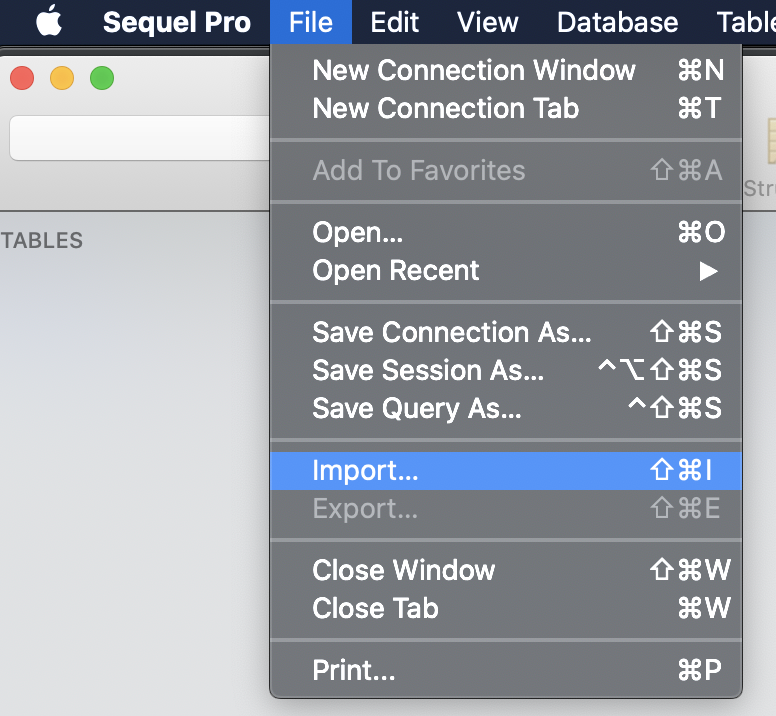 Sequel Pro File Edit View Database Table
New Connection Window ⌘N
New Connection Tab ⌘T
Add To Favorites ⇧⌘A
Stru
TABLES
Open... ⌘O
Open Recent ▶
Save Connection As... ⇧⌘S
Save Session As... ^⌥⇧⌘S
Save Query As... ^⇧⌘S
Import... ⇧⌘I
Export... ⇧⌘E
Close Window ⇧⌘W
Close Tab ⌘W
Print... ⌘P